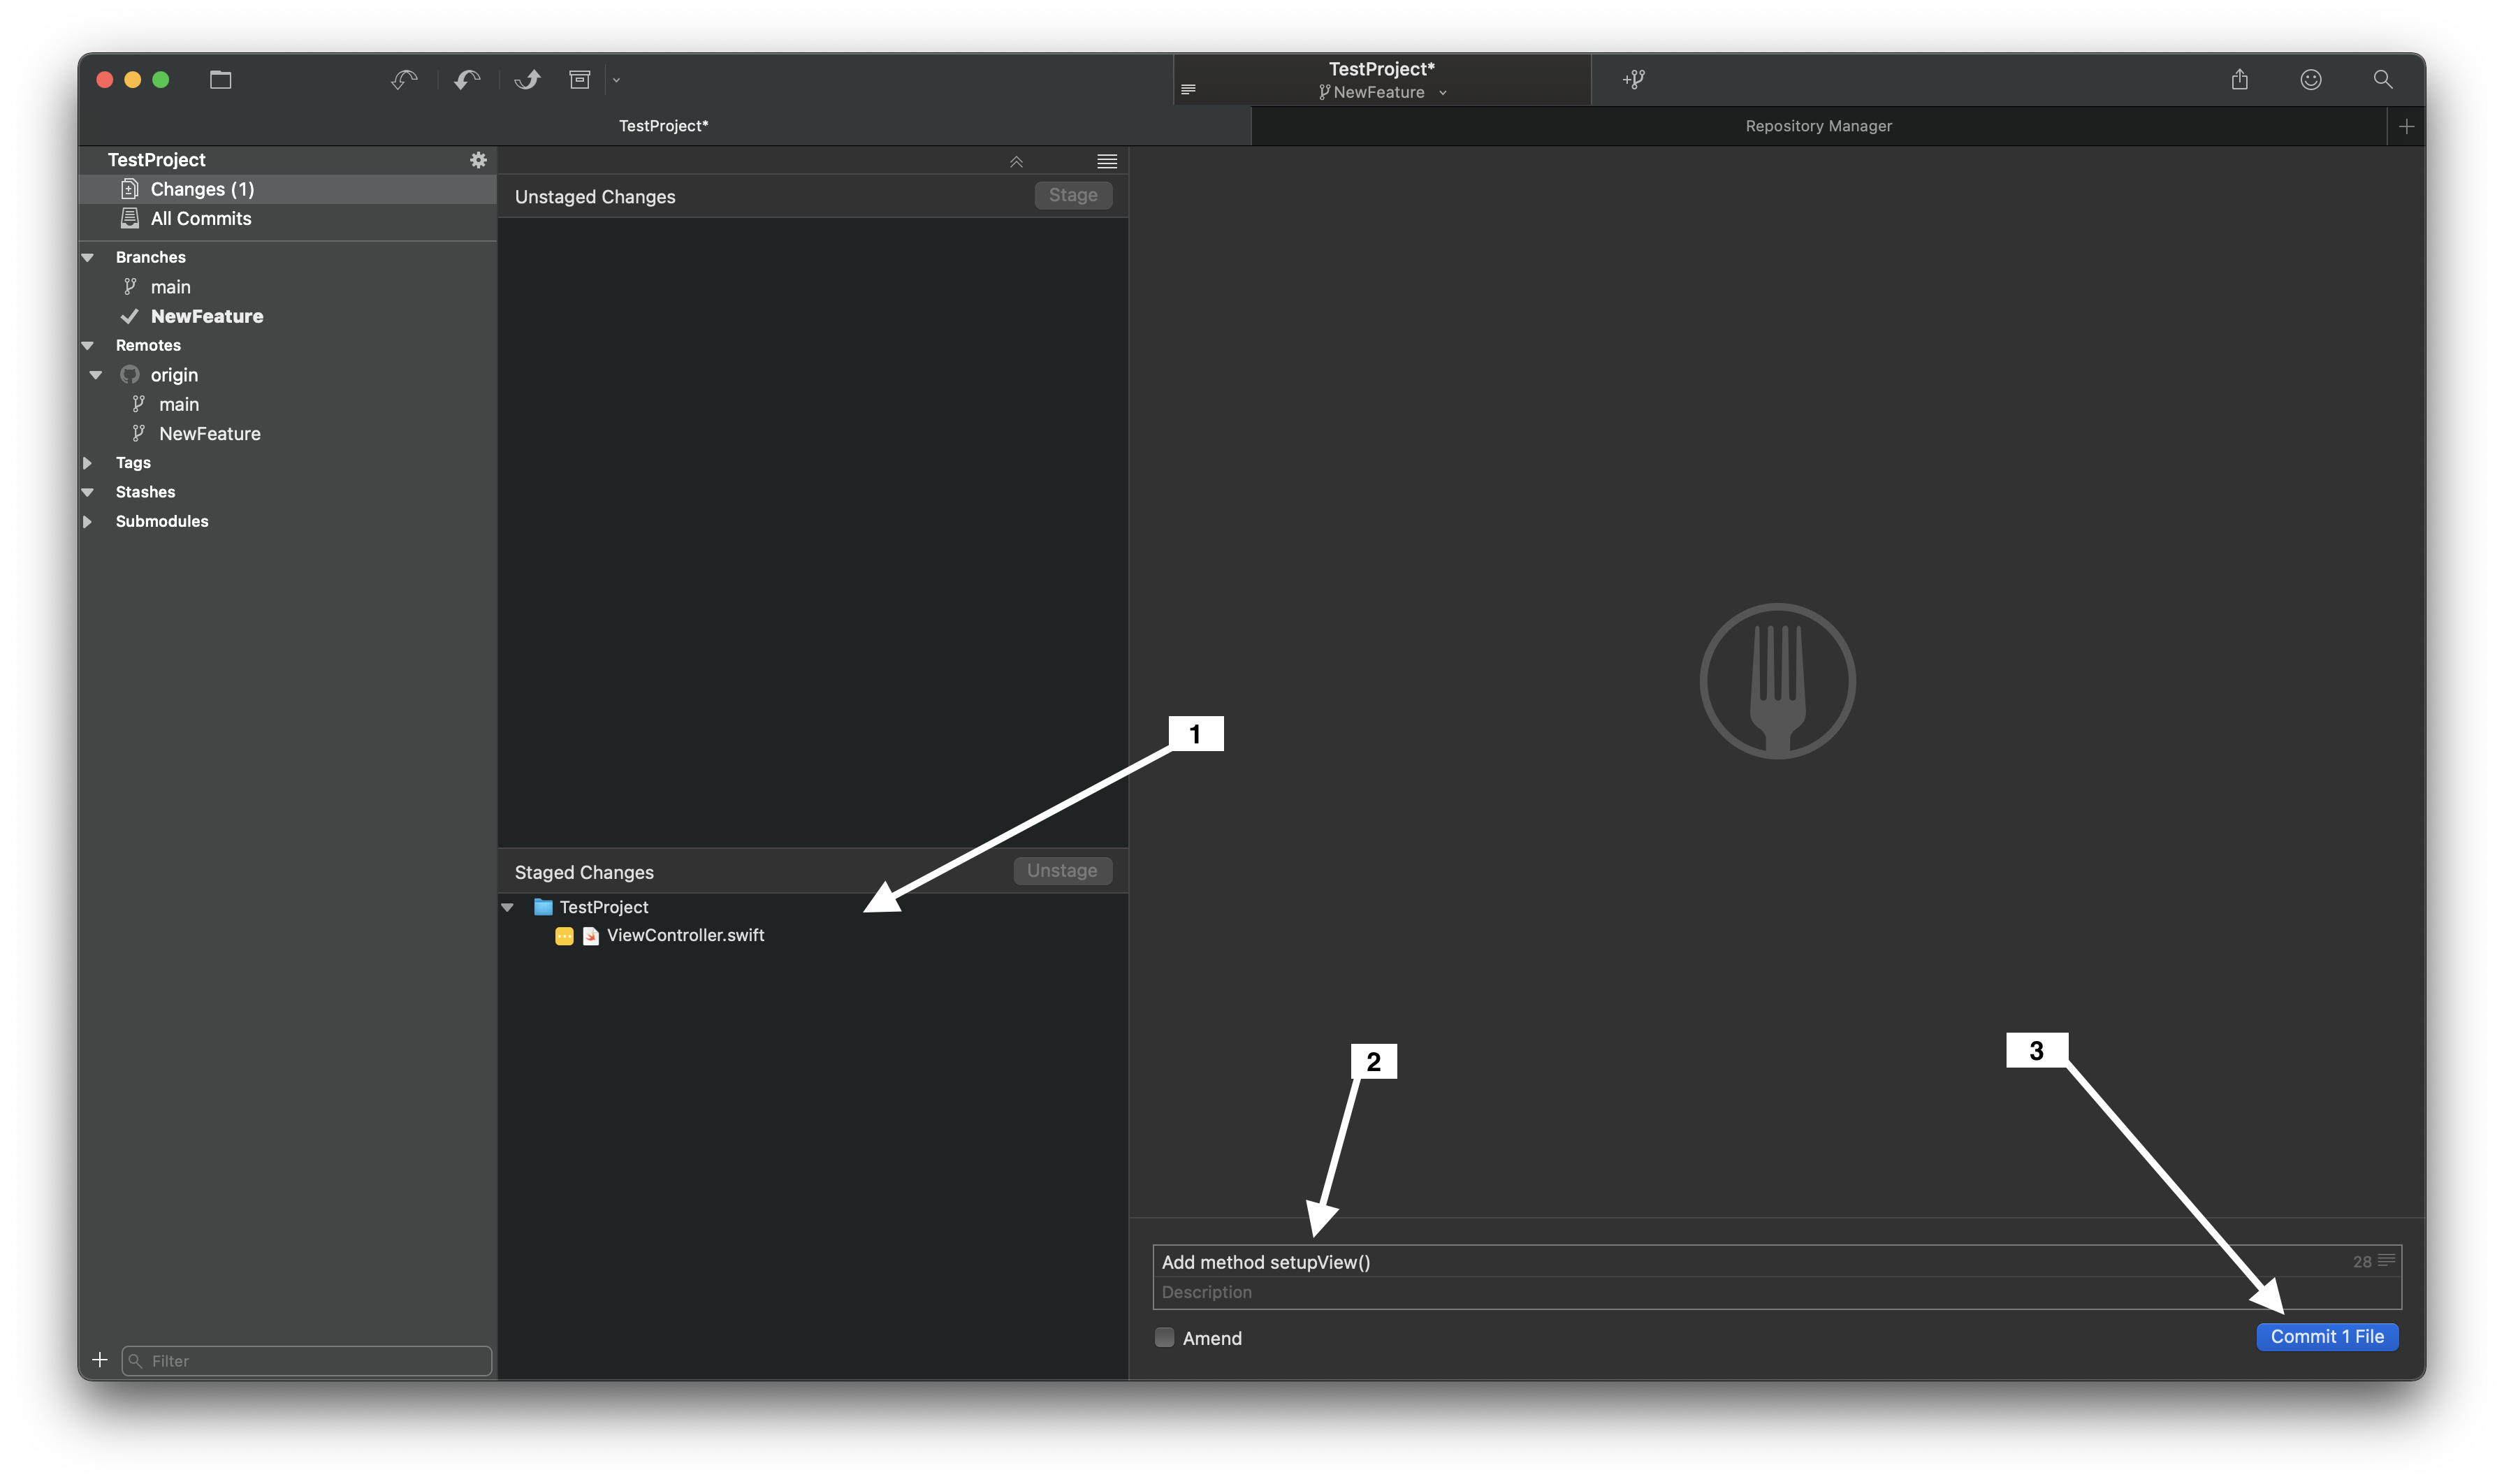 TestProject*
NewFeature
TestProject*
Repository Manager
TestProject
Changes (1)
All Commits
Branches
main
NewFeature
Remotes
origin
main
NewFeature
Tags
Stashes
Submodules
Filter
Unstaged Changes
Stage
1
Staged Changes
Unstage
TestProject
ViewController.swift
2
3
Add method setupView()
28
Description
Amend
Commit 1 File